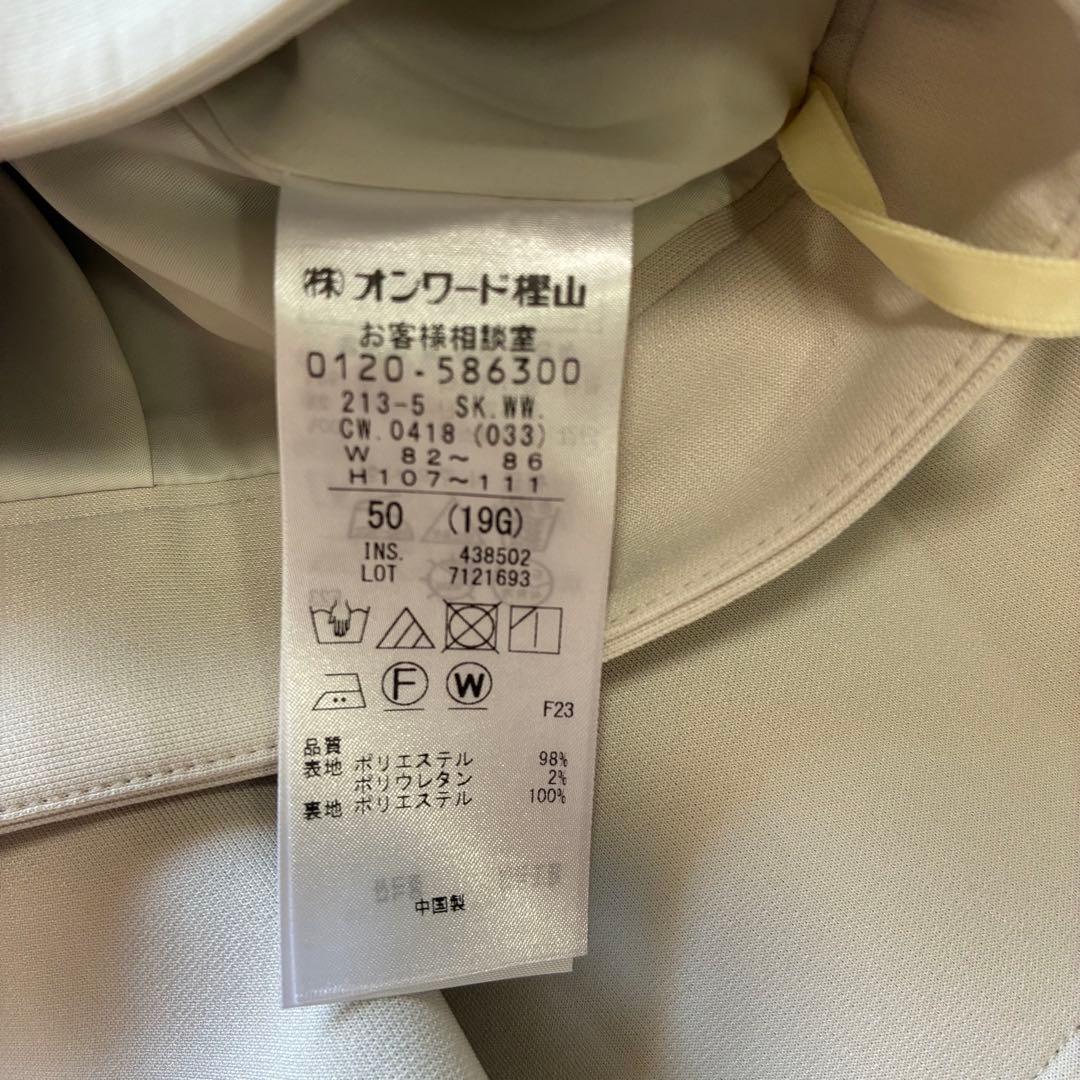 ㈱オンワード樫山
お客様相談室
0120-586300
213-5 SK.WW.
CW.0418 (033)
W 82〜 86
H107〜111
50 (19G)
INS. 438502
LOT 7121693
F W
F23
品質
表地 ポリエステル 98%
ポリウレタン 2%
裏地 ポリエステル 100%
中国製